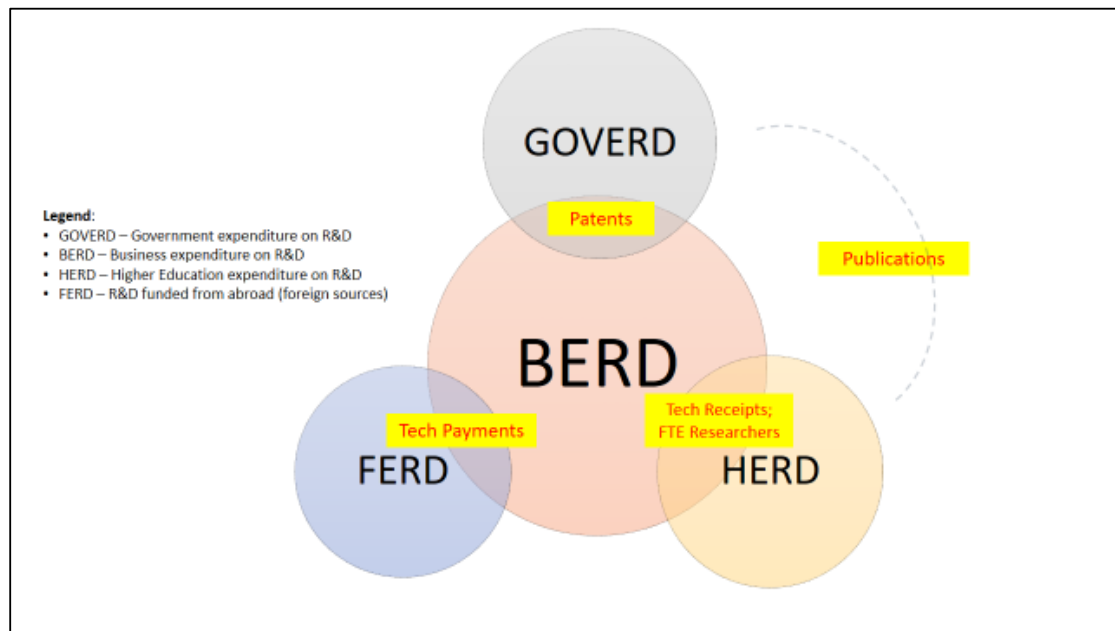 GOVERD
Patents
Legend:
• GOVERD – Government expenditure on R&D
• BERD – Business expenditure on R&D
• HERD – Higher Education expenditure on R&D
• FERD – R&D funded from abroad (foreign sources)
Publications
BERD
Tech Payments
Tech Receipts;
FTE Researchers
FERD
HERD